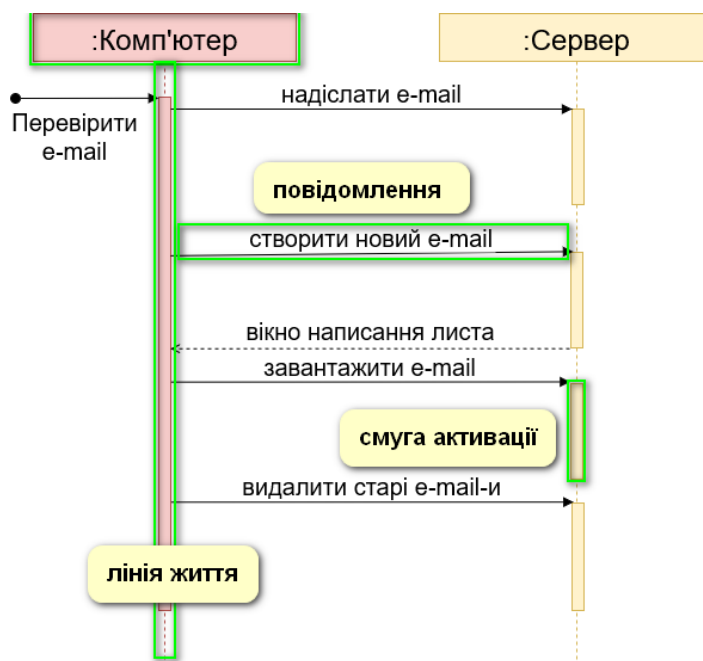 :Комп'ютер
:Сервер
надіслати e-mail
Перевірити
e-mail
повідомлення
створити новий e-mail
вікно написання листа
завантажити e-mail
смуга активації
видалити старі e-mail-и
лінія життя